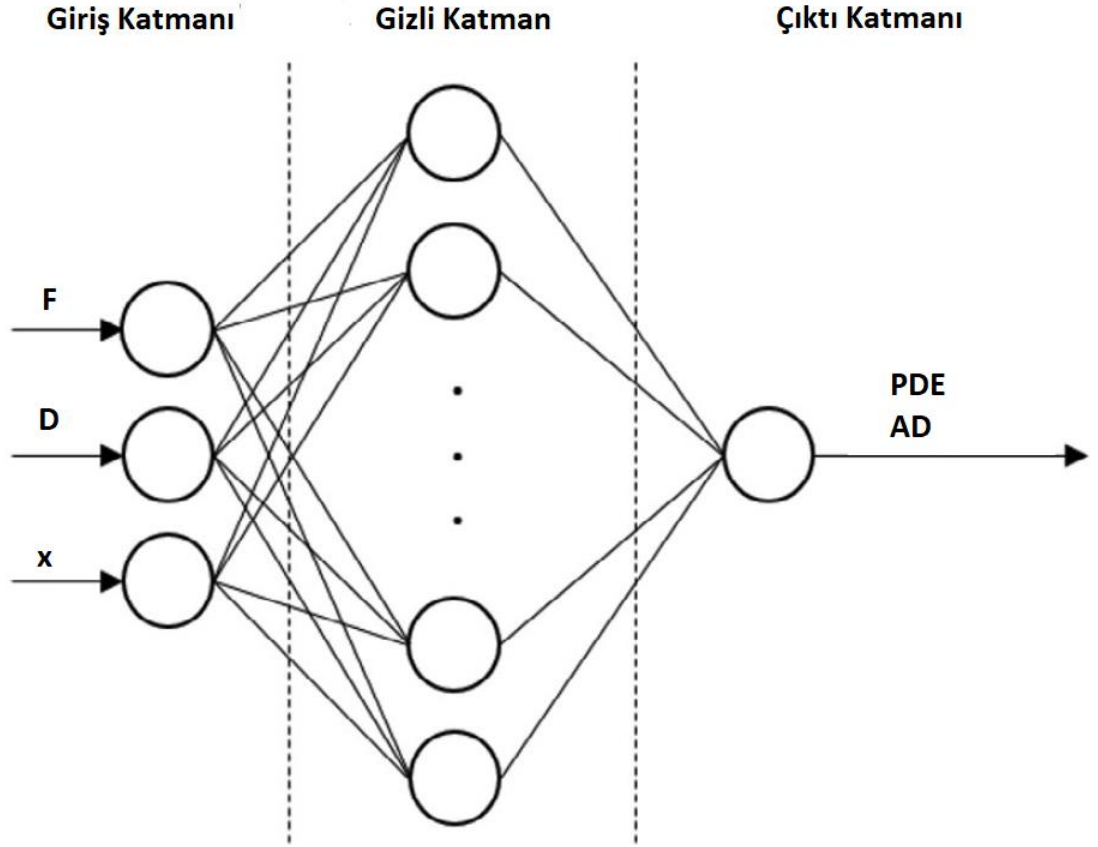 Giriş Katmanı
Gizli Katman
Çıktı Katmanı
F
D
x
PDE
AD